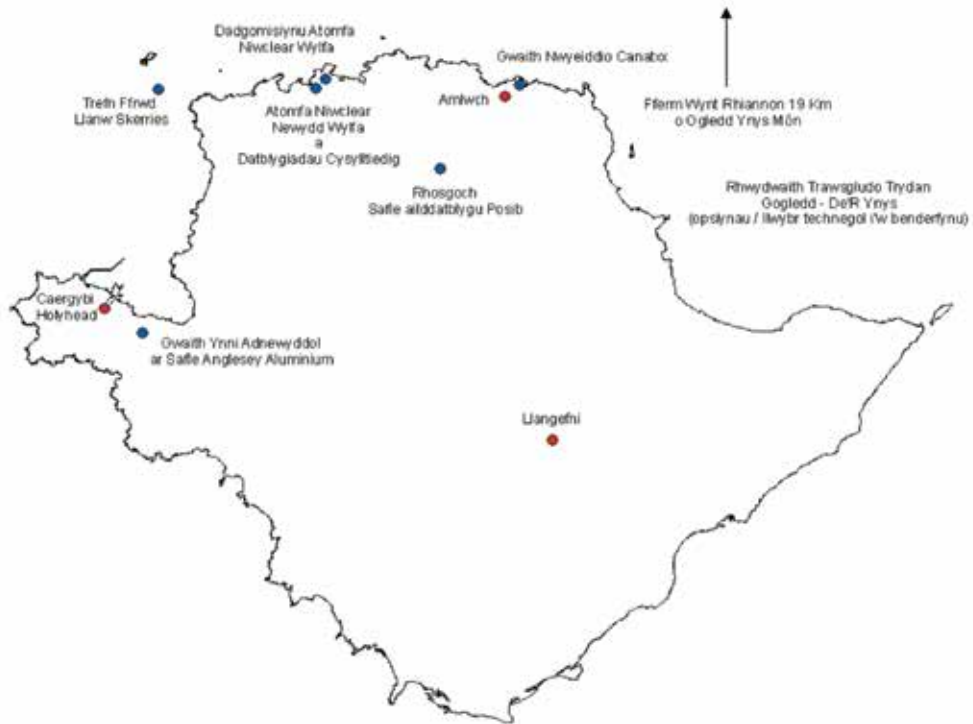 Dadgomisiynu Atomfa
Niwclear Wylfa
Gwaith Nwyeiddio Canatxx
Trefn Ffrwd
Llanw Skerries
Atomfa Niwclear
Newydd Wylfa
a
Datblygiadau Cysylltiedig
Amlwch
Fferm Wynt Rhiannon 19 Km
o Ogledd Ynys Môn
Rhosgoch
Safle ailddatblygu Posib
Rhwydwaith Trawsgludo Trydan
Gogledd - De'R Ynys
(opsiynau / llwybr technegol i'w benderfynu)
Caergybi
Holyhead
Gwaith Ynni Adnewyddol
ar Safle Anglesey Aluminium
Llangefni